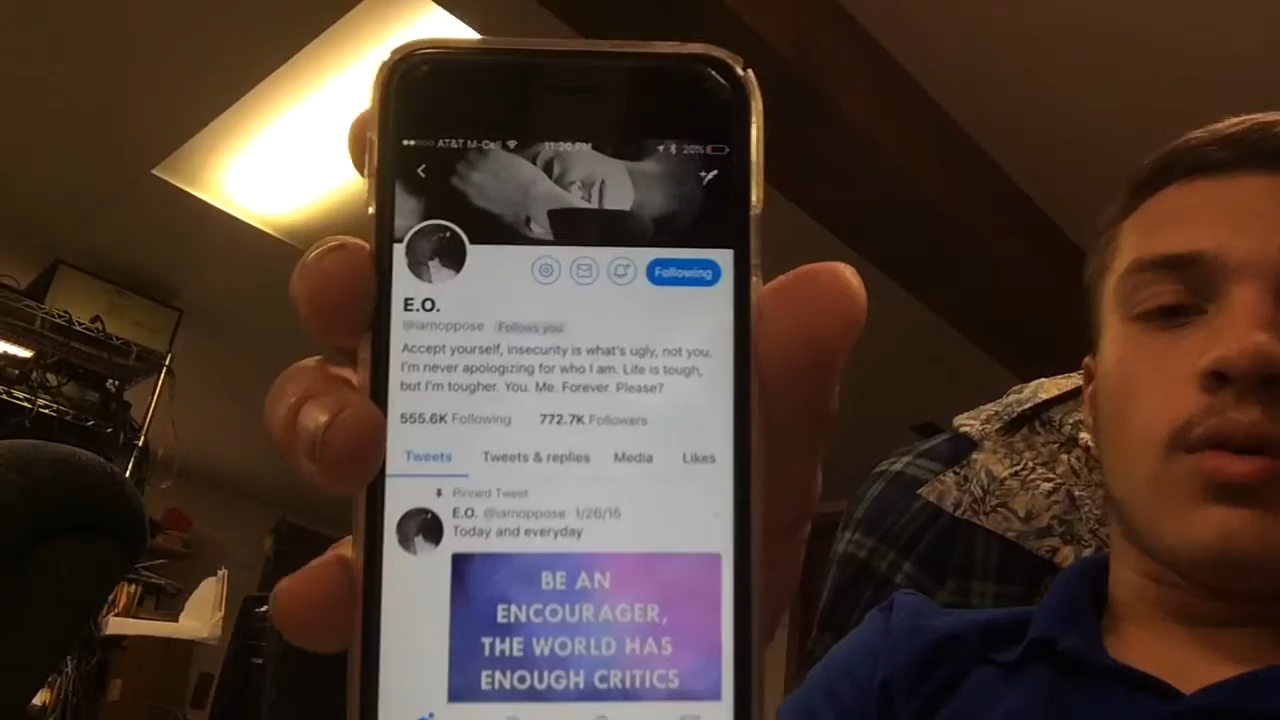 AT&T M-Cell 11:20 PM 20%
Following
E.O.
@iamoppose Follows you
Accept yourself, insecurity is what's ugly, not you.
I'm never apologizing for who I am. Life is tough,
but I'm tougher. You. Me. Forever. Please?
555.6K Following 772.7K Followers
Tweets Tweets & replies Media Likes
Pinned Tweet
E.O. @iamoppose · 1/26/15
Today and everyday
BE AN
ENCOURAGER,
THE WORLD HAS
ENOUGH CRITICS